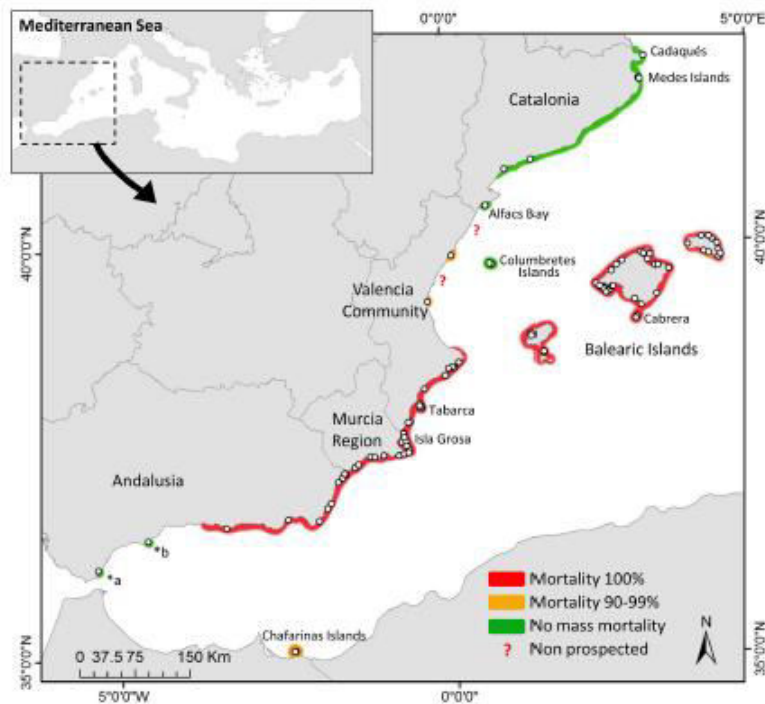 0°0'0"
5°0'0"E
Mediterranean Sea
Cadaqués
Medes Islands
Catalonia
Alfacs Bay
?
40°0'0"N
40°0'0"N
Columbretes
Islands
?
Valencia
Community
Cabrera
Balearic Islands
Tabarca
Murcia
Region
Isla Grosa
Andalusia
*b
*a
Mortality 100%
Mortality 90-99%
No mass mortality
? Non prospected
N
Chafarinas Islands
0 37.5 75 150 Km
35°0'0"N
35°0'0"N
5°0'0"W
0°0'0"